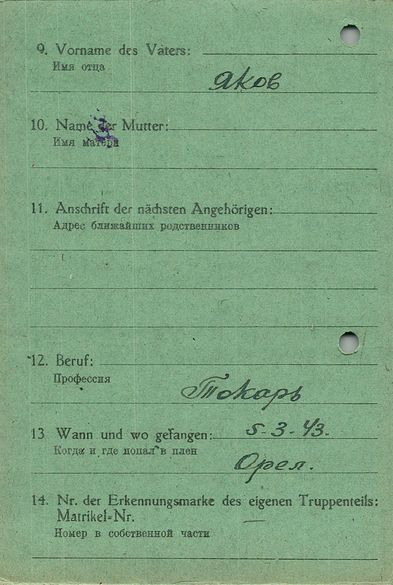 9. Vorname des Vaters:
Имя отца
Яков
10. Name der Mutter:
Имя матери
11. Anschrift der nächsten Angehörigen:
Адрес ближайших родственников
12. Beruf:
Профессия
Токарь
13 Wann und wo gefangen: 5-3-43.
Когда и где попал в плен
Орел.
14. Nr. der Erkennungsmarke des eigenen Truppenteils:
Matrikel-Nr. —
Номер в собственной части